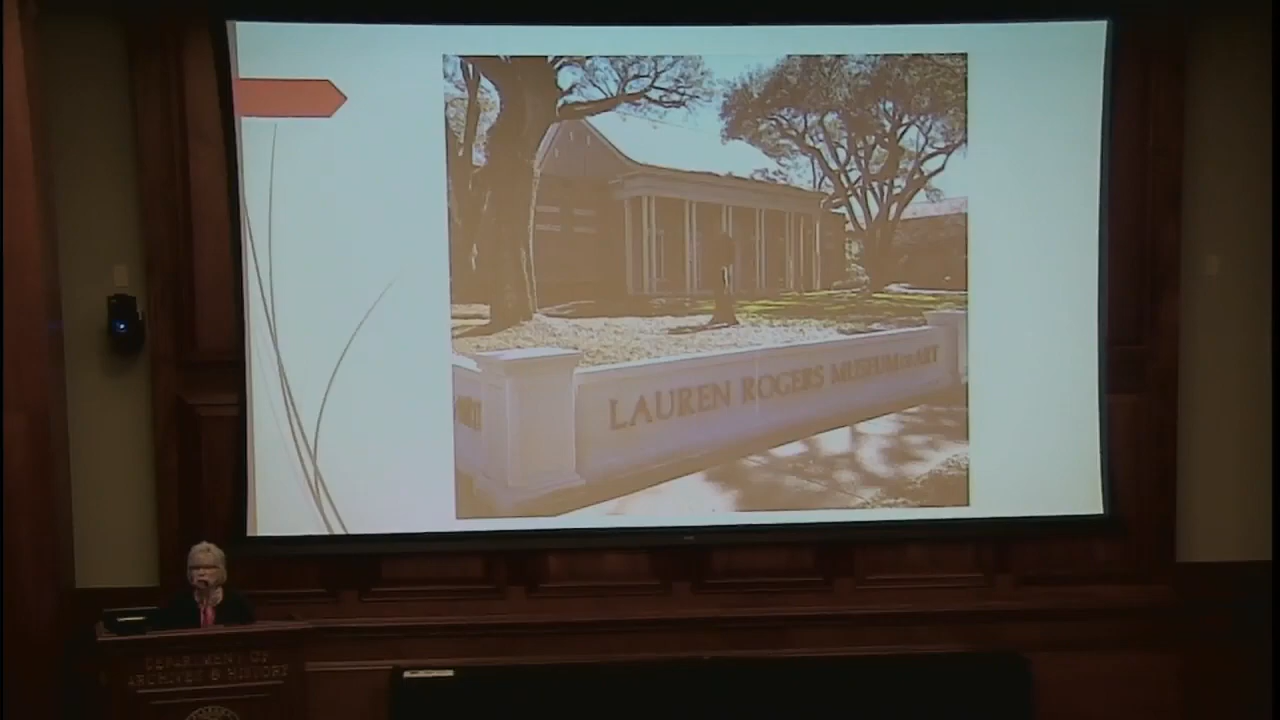 LAUREN ROGERS MUSEUM OF ART
DEPARTMENT OF
ARCHIVES & HISTORY